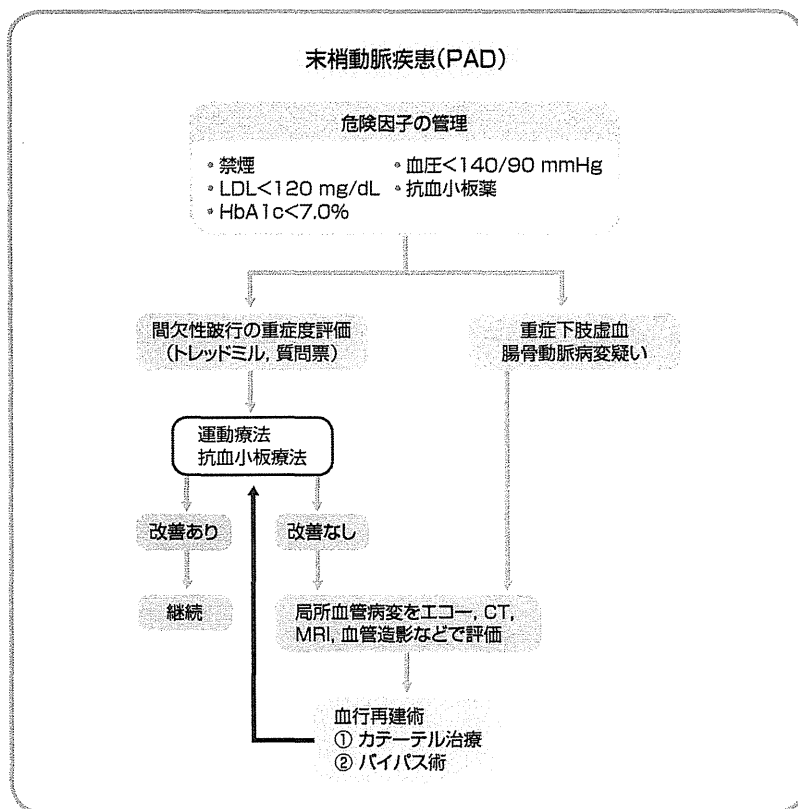 末梢動脈疾患(PAD)
危険因子の管理
• 禁煙
• LDL<120 mg/dL
• HbA1c<7.0%
• 血圧<140/90 mmHg
• 抗血小板薬
間欠性跛行の重症度評価
(トレッドミル, 質問票)
重症下肢虚血
腸骨動脈病変疑い
運動療法
抗血小板療法
改善あり
改善なし
継続
局所血管病変をエコー, CT,
MRI, 血管造影などで評価
血行再建術
① カテーテル治療
② バイパス術